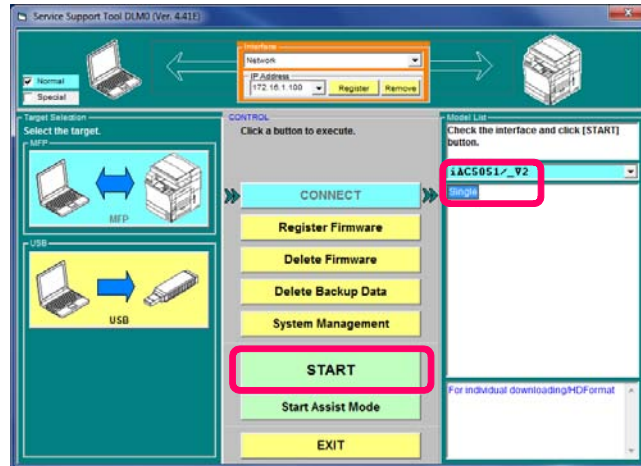 Service Support Tool DLM0 (Ver. 4.41E)
Normal
Special
Interface
Network
IP Address
172.16.1.100
Register
Remove
Target Selection
Select the target.
MFP
MFP
USB
USB
CONTROL
Click a button to execute.
CONNECT
Register Firmware
Delete Firmware
Delete Backup Data
System Management
START
Start Assist Mode
EXIT
Model List
Check the interface and click [START]
button.
iAC5051/_V2
Single
For individual downloading/HDFormat